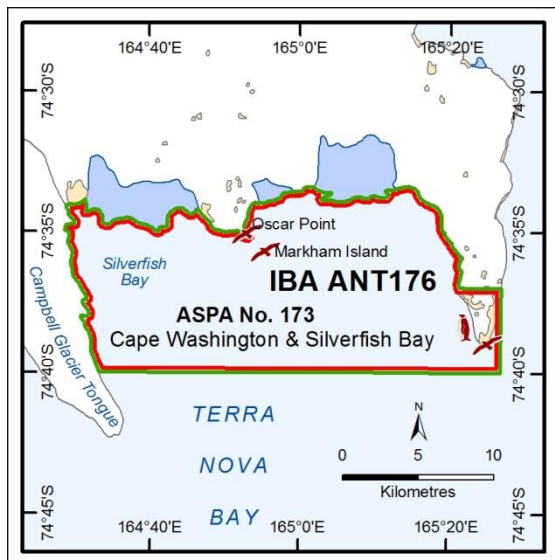 164°40'E
165°0'E
165°20'E
74°30'S
74°30'S
74°35'S
74°35'S
Oscar Point
Markham Island
Silverfish
Bay
IBA ANT176
ASPA No. 173
Cape Washington & Silverfish Bay
Campbell Glacier Tongue
74°40'S
74°40'S
TERRA
NOVA
BAY
N
0 5 10
Kilometres
74°45'S
74°45'S
164°40'E
165°0'E
165°20'E